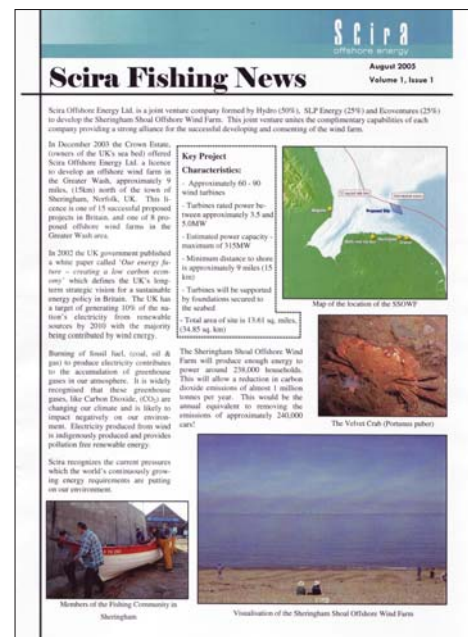 Scira
offshore energy
August 2005
Volume 1, Issue 1
Scira Fishing News
Scira Offshore Energy Ltd. is a joint venture company formed by Hydro (50%), SLP Energy (25%) and Ecoventures (25%)
to develop the Sheringham Shoal Offshore Wind Farm. This joint venture unites the complimentary capabilities of each
company providing a strong alliance for the successful developing and consenting of the wind farm.
In December 2003 the Crown Estate,
(owners of the UK's sea bed) offered
Scira Offshore Energy Ltd. a licence
to develop an offshore wind farm in
the Greater Wash, approximately 9
miles, (15km) north of the town of
Sheringham, Norfolk, UK. This li-
cence is one of 15 successful proposed
projects in Britain, and one of 8 pro-
posed offshore wind farms in the
Greater Wash area.
In 2002 the UK government published
a white paper called 'Our energy fu-
ture – creating a low carbon econ-
omy' which defines the UK's long-
term strategic vision for a sustainable
energy policy in Britain. The UK has
a target of generating 10% of the na-
tion's electricity from renewable
sources by 2010 with the majority
being contributed by wind energy.
Burning of fossil fuel, (coal, oil &
gas) to produce electricity contributes
to the accumulation of greenhouse
gases in our atmosphere. It is widely
recognised that these greenhouse
gases, like Carbon Dioxide, (CO₂) are
changing our climate and is likely to
impact negatively on our environ-
ment. Electricity produced from wind
is indigenously produced and provides
pollution free renewable energy.
Scira recognizes the current pressures
which the world's continuously grow-
ing energy requirements are putting
on our environment.
Key Project
Characteristics:
- Approximately 60 - 90
wind turbines
- Turbines rated power be-
tween approximately 3.5 and
5.0MW
- Estimated power capacity -
maximum of 315MW
- Minimum distance to shore
is approximately 9 miles (15
km)
- Turbines will be supported
by foundations secured to
the seabed
- Total area of site is 13.61 sq. miles,
(34.85 sq. km)
The Sheringham Shoal Offshore Wind
Farm will produce enough energy to
power around 238,000 households.
This will allow a reduction in carbon
dioxide emissions of almost 1 million
tonnes per year. This would be the
annual equivalent to removing the
emissions of approximately 240,000
cars!
Map of the location of the SSOWF
The Velvet Crab (Portunus puber)
Members of the Fishing Community in
Sheringham
Visualisation of the Sheringham Shoal Offshore Wind Farm